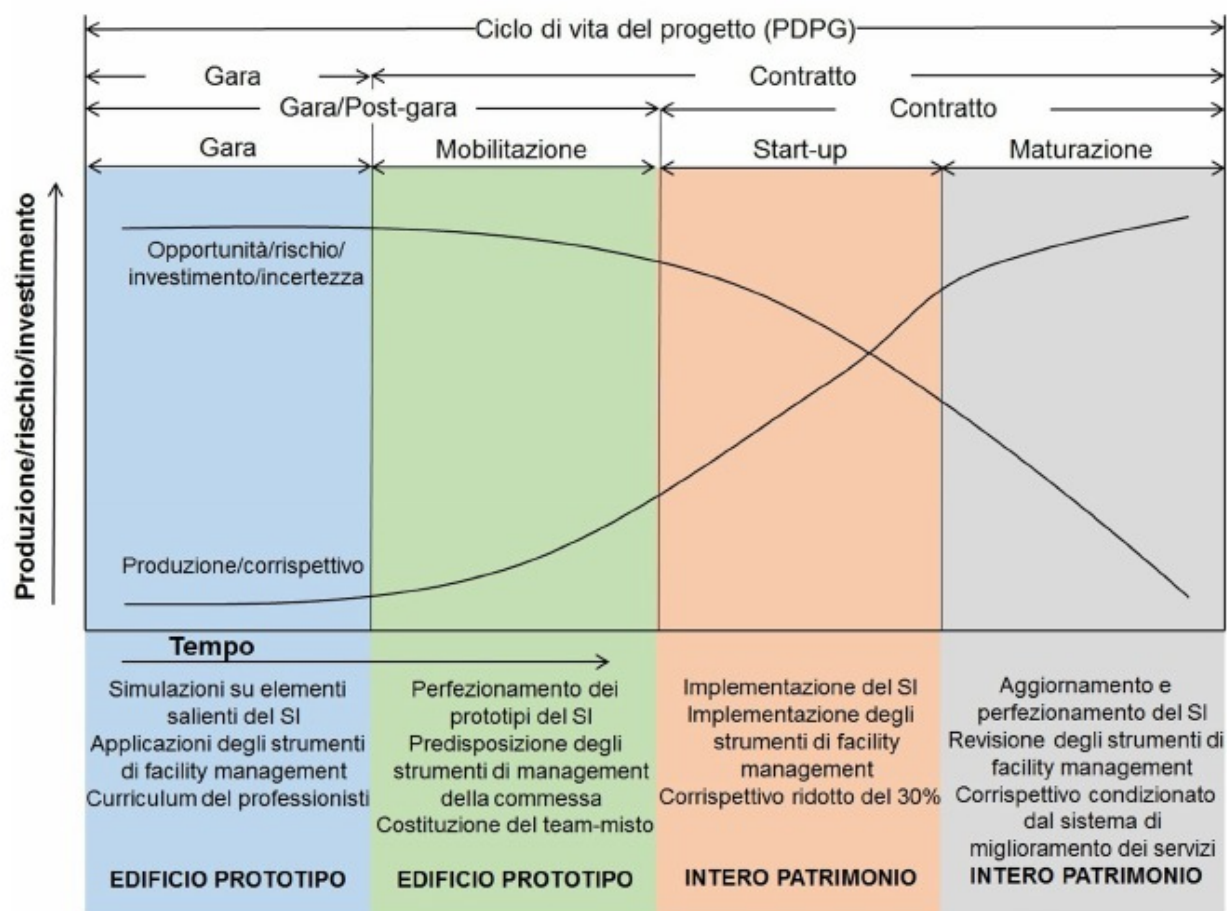 Ciclo di vita del progetto (PDPG)
Gara
Contratto
Gara/Post-gara
Contratto
Gara
Mobilitazione
Start-up
Maturazione
Produzione/rischio/investimento
Opportunità/rischio/
investimento/incertezza
Produzione/corrispettivo
Tempo
Simulazioni su elementi
salienti del SI
Applicazioni degli strumenti
di facility management
Curriculum del professionisti
EDIFICIO PROTOTIPO
Perfezionamento dei
prototipi del SI
Predisposizione degli
strumenti di management
della commessa
Costituzione del team-misto
EDIFICIO PROTOTIPO
Implementazione del SI
Implementazione degli
strumenti di facility
management
Corrispettivo ridotto del 30%
INTERO PATRIMONIO
Aggiornamento e
perfezionamento del SI
Revisione degli strumenti di
facility management
Corrispettivo condizionato
dal sistema di
miglioramento dei servizi
INTERO PATRIMONIO